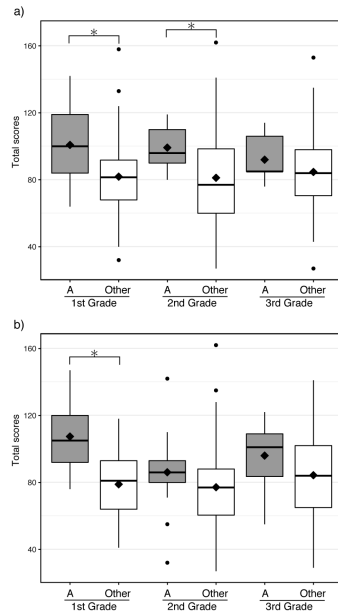 a)
*
*
160
120
80
40
Total scores
A Other A Other A Other
1st Grade 2nd Grade 3rd Grade
b)
*
160
120
80
40
Total scores
A Other A Other A Other
1st Grade 2nd Grade 3rd Grade